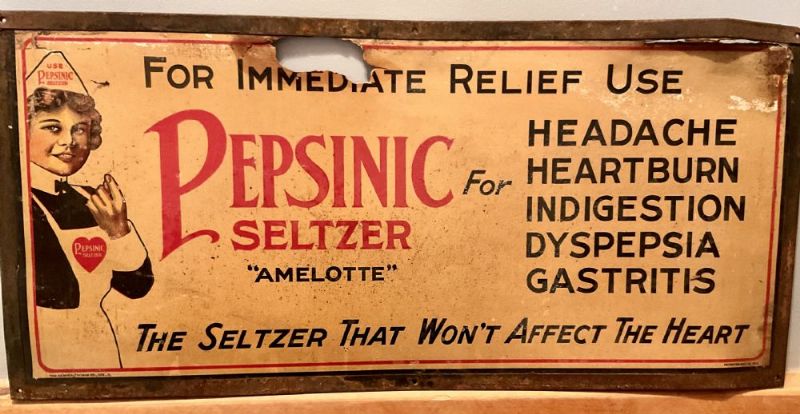 USE
PEPSINIC
SELTZER
FOR IMMEDIATE RELIEF USE
PEPSINIC
SELTZER
"AMELOTTE"
For
HEADACHE
HEARTBURN
INDIGESTION
DYSPEPSIA
GASTRITIS
PEPSINIC
SELTZER
THE SELTZER THAT WON'T AFFECT THE HEART